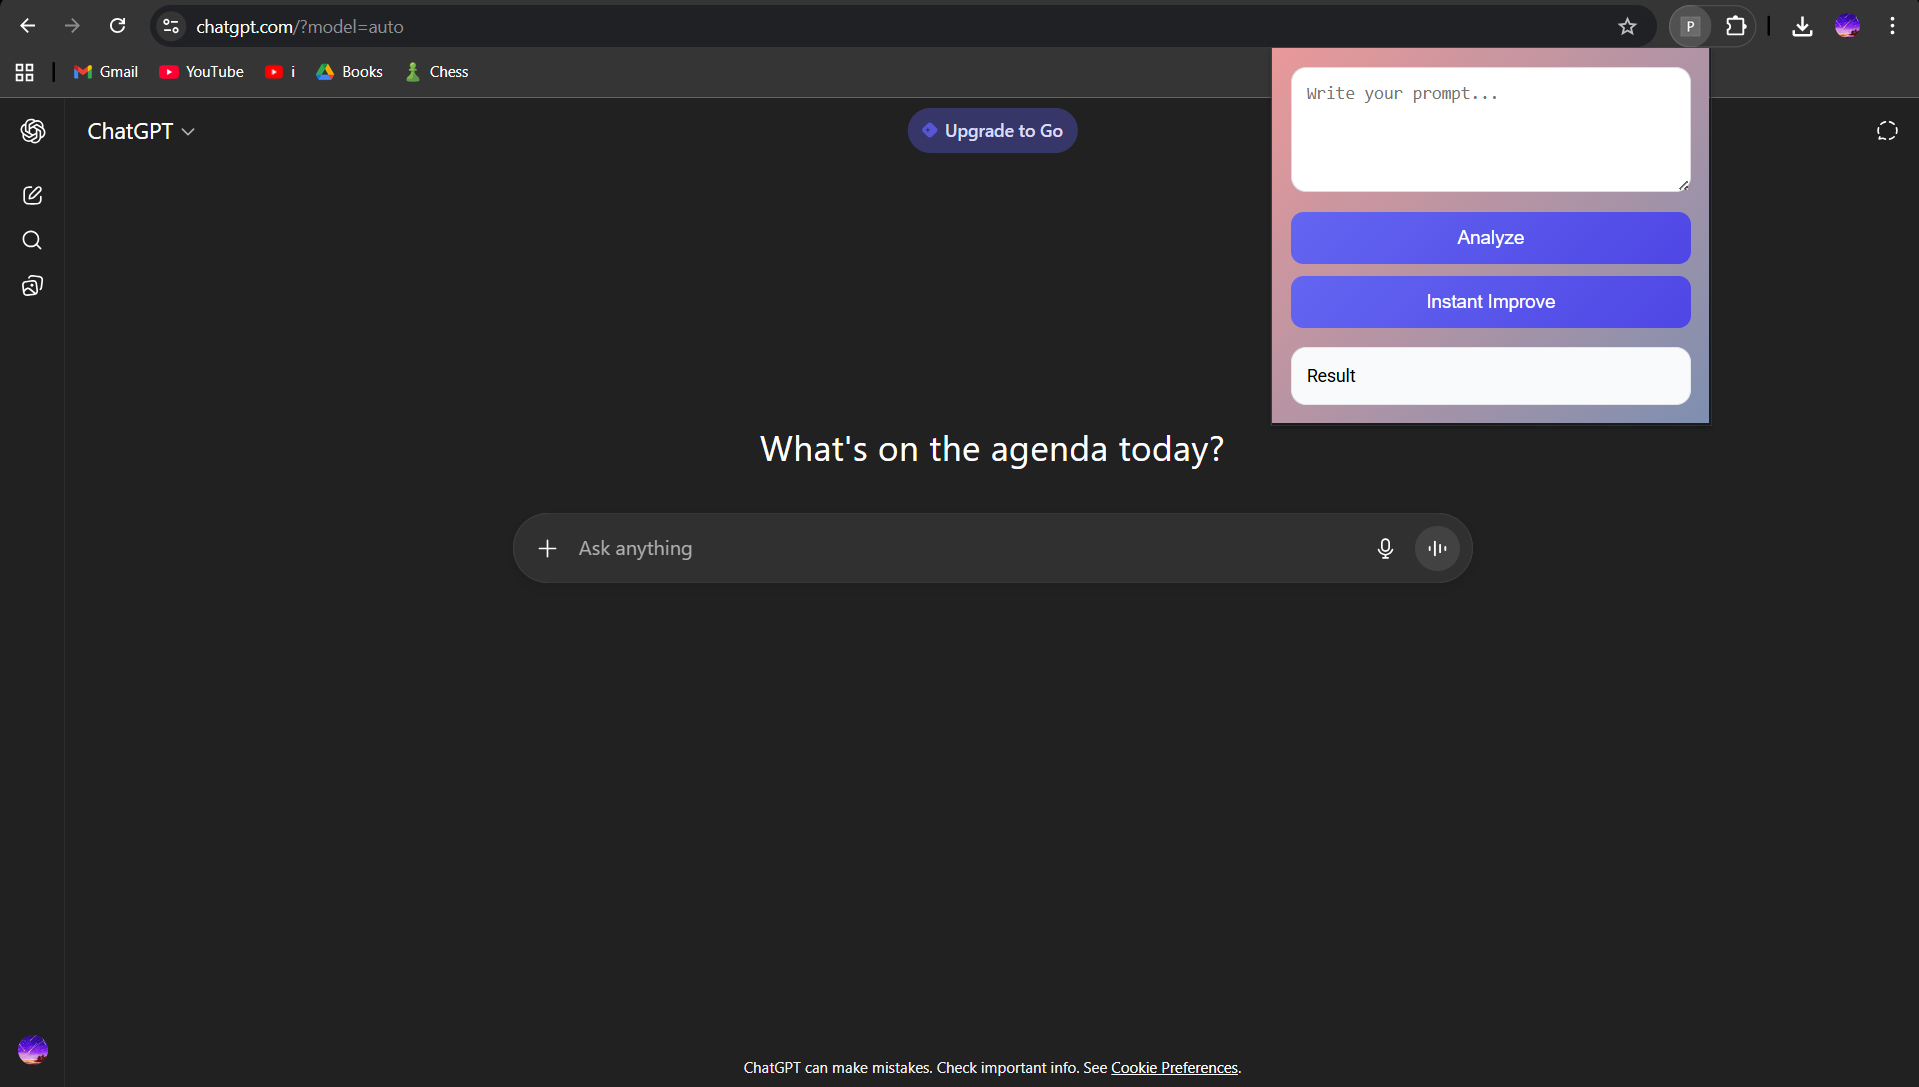 chatgpt.com/?model=auto
P
Gmail
YouTube
i
Books
Chess
ChatGPT
Upgrade to Go
Write your prompt...
Analyze
Instant Improve
Result
What's on the agenda today?
Ask anything
ChatGPT can make mistakes. Check important info. See Cookie Preferences.